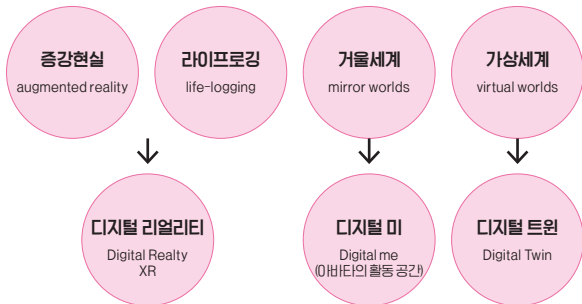 증강현실
augmented reality
라이프로깅
life-logging
거울세계
mirror worlds
가상세계
virtual worlds
디지털 리얼리티
Digital Realty
XR
디지털 미
Digital me
(아바타의 활동 공간)
디지털 트윈
Digital Twin